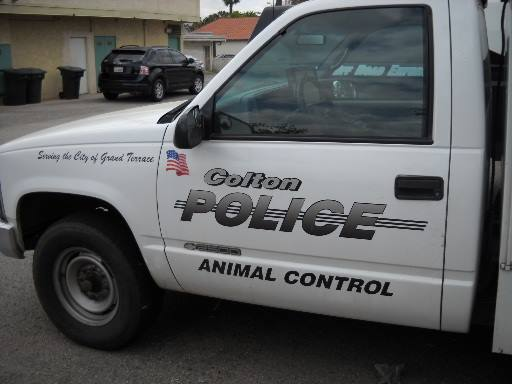 Serving the City of Grand Terrace
Colton
POLICE
ANIMAL CONTROL